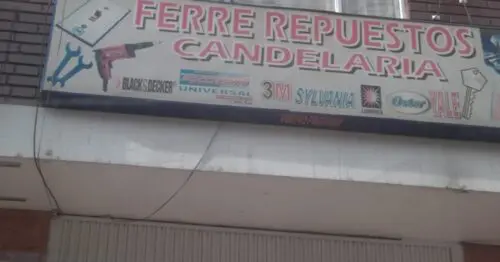 FERRE REPUESTOS
CANDELARIA
BLACK&DECKER
UNIVERSAL
3M
SYLVANIA
Oster
YALE